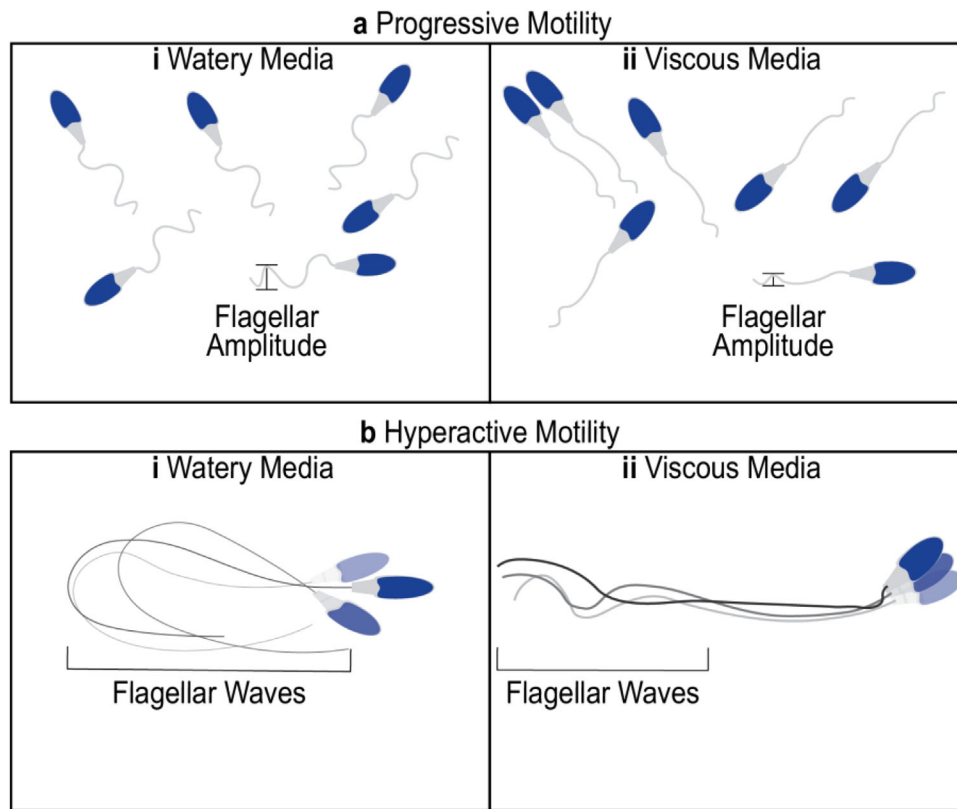 a Progressive Motility
i Watery Media
ii Viscous Media
Flagellar
Amplitude
Flagellar
Amplitude
b Hyperactive Motility
i Watery Media
ii Viscous Media
Flagellar Waves
Flagellar Waves